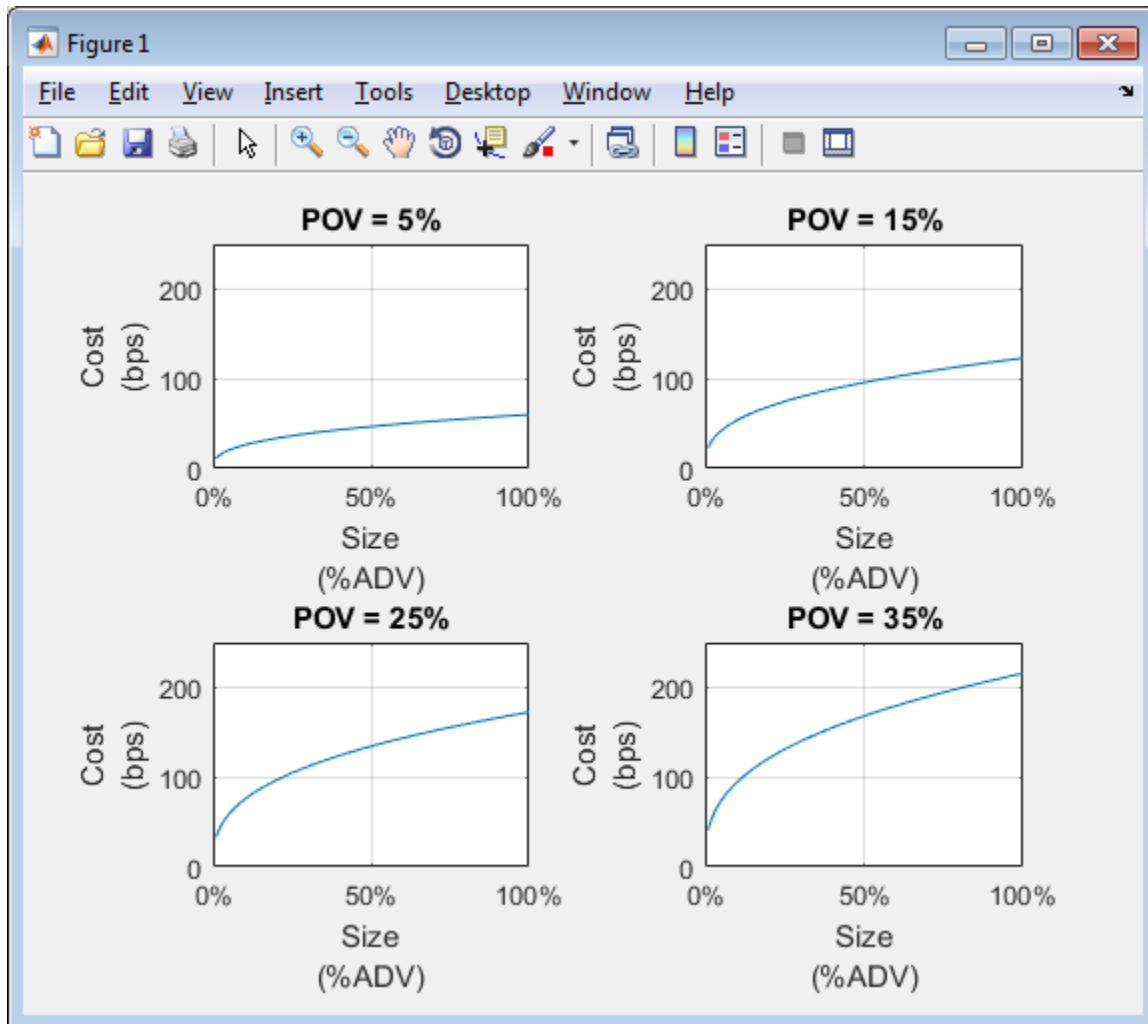 Figure 1
File Edit View Insert Tools Desktop Window Help
POV = 5%
200
100
0
Cost
(bps)
0% 50% 100%
Size
(%ADV)
POV = 15%
200
100
0
Cost
(bps)
0% 50% 100%
Size
(%ADV)
POV = 25%
200
100
0
Cost
(bps)
0% 50% 100%
Size
(%ADV)
POV = 35%
200
100
0
Cost
(bps)
0% 50% 100%
Size
(%ADV)